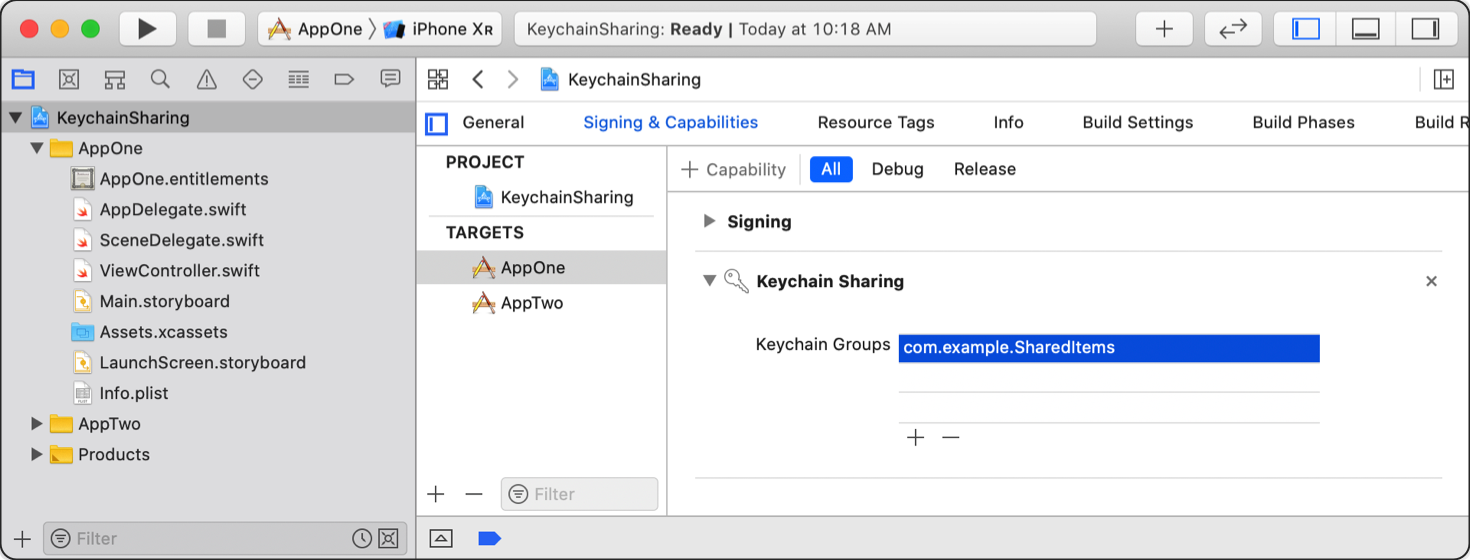 AppOne iPhone XR KeychainSharing: Ready | Today at 10:18 AM
KeychainSharing
KeychainSharing
AppOne
AppOne.entitlements
AppDelegate.swift
SceneDelegate.swift
ViewController.swift
Main.storyboard
Assets.xcassets
LaunchScreen.storyboard
Info.plist
AppTwo
Products
Filter
General Signing & Capabilities Resource Tags Info Build Settings Build Phases Build R
PROJECT
KeychainSharing
TARGETS
AppOne
AppTwo
Filter
+ Capability All Debug Release
Signing
Keychain Sharing
Keychain Groups com.example.SharedItems